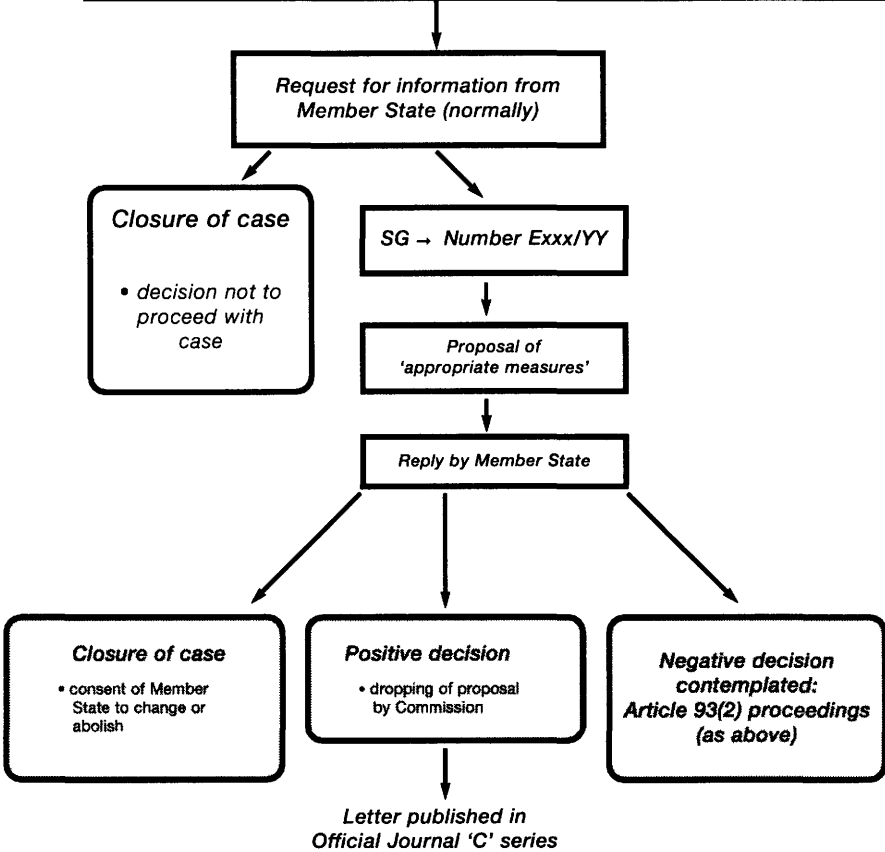 Request for information from
Member State (normally)
Closure of case
• decision not to
proceed with
case
SG → Number Exxx/YY
Proposal of
‘appropriate measures’
Reply by Member State
Closure of case
• consent of Member
State to change or
abolish
Positive decision
• dropping of proposal
by Commission
Negative decision
contemplated:
Article 93(2) proceedings
(as above)
Letter published in
Official Journal ‘C’ series